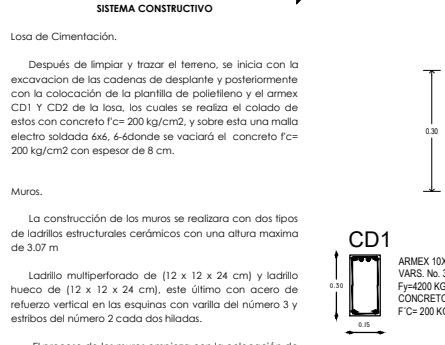 SISTEMA CONSTRUCTIVO
Losa de Cimentación.
Después de limpiar y trazar el terreno, se inicia con la
excavacion de las cadenas de desplante y posteriormente
con la colocación de la plantilla de polietileno y el armex
CD1 Y CD2 de la losa, los cuales se realiza el colado de
estos con concreto f'c= 200 kg/cm2, y sobre esta una malla
electro soldada 6x6, 6-6donde se vaciará el concreto f'c=
200 kg/cm2 con espesor de 8 cm.
Muros.
La construcción de los muros se realizara con dos tipos
de ladrillos estructurales cerámicos con una altura maxima
de 3.07 m
Ladrillo multiperforado de (12 x 12 x 24 cm) y ladrillo
hueco de (12 x 12 x 24 cm), este último con acero de
refuerzo vertical en las esquinas con varilla del número 3 y
estribos del número 2 cada dos hiladas.
0.30
CD1
ARMEX 10X
VARS. No. 3
Fy=4200 KG
CONCRETO
F´C= 200 KG
0.30
0.15